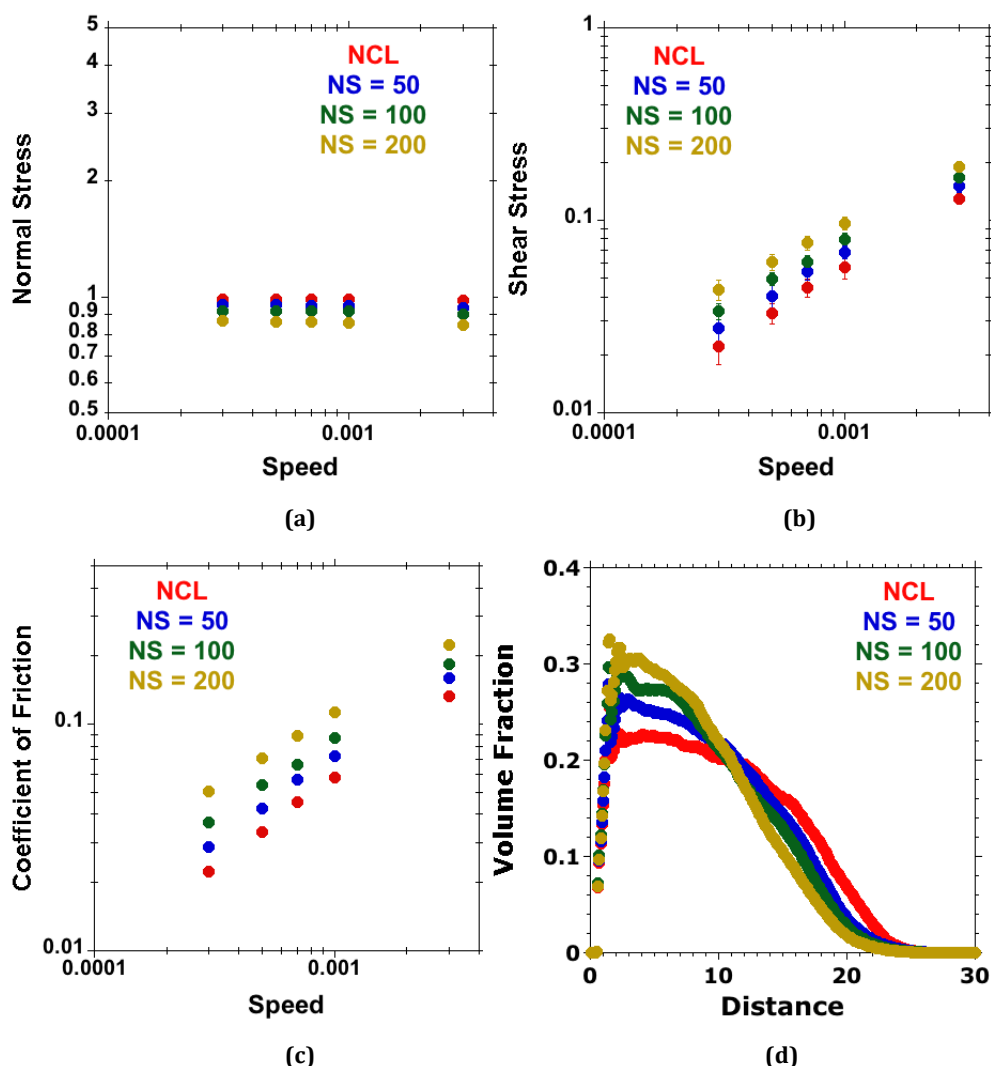 5
4
3
2
1
0.9
0.8
0.7
0.6
0.5
0.0001
0.001
Normal Stress
Speed
NCL
NS = 50
NS = 100
NS = 200
(a)
1
0.1
0.01
0.0001
0.001
Shear Stress
Speed
NCL
NS = 50
NS = 100
NS = 200
(b)
0.1
0.01
0.0001
0.001
Coefficient of Friction
Speed
NCL
NS = 50
NS = 100
NS = 200
(c)
0.4
0.3
0.2
0.1
0
0
10
20
30
Volume Fraction
Distance
NCL
NS = 50
NS = 100
NS = 200
(d)